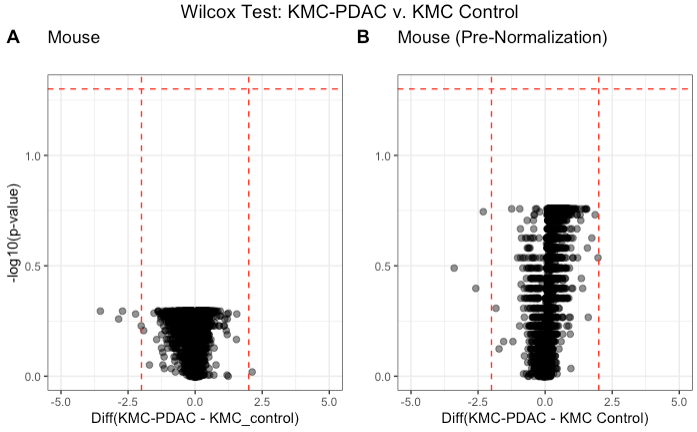 Wilcox Test: KMC-PDAC v. KMC Control
A Mouse
B Mouse (Pre-Normalization)
-log10(p-value)
1.0
0.5
0.0
-5.0 -2.5 0.0 2.5 5.0
Diff(KMC-PDAC - KMC_control)
1.0
0.5
0.0
-5.0 -2.5 0.0 2.5 5.0
Diff(KMC-PDAC - KMC Control)